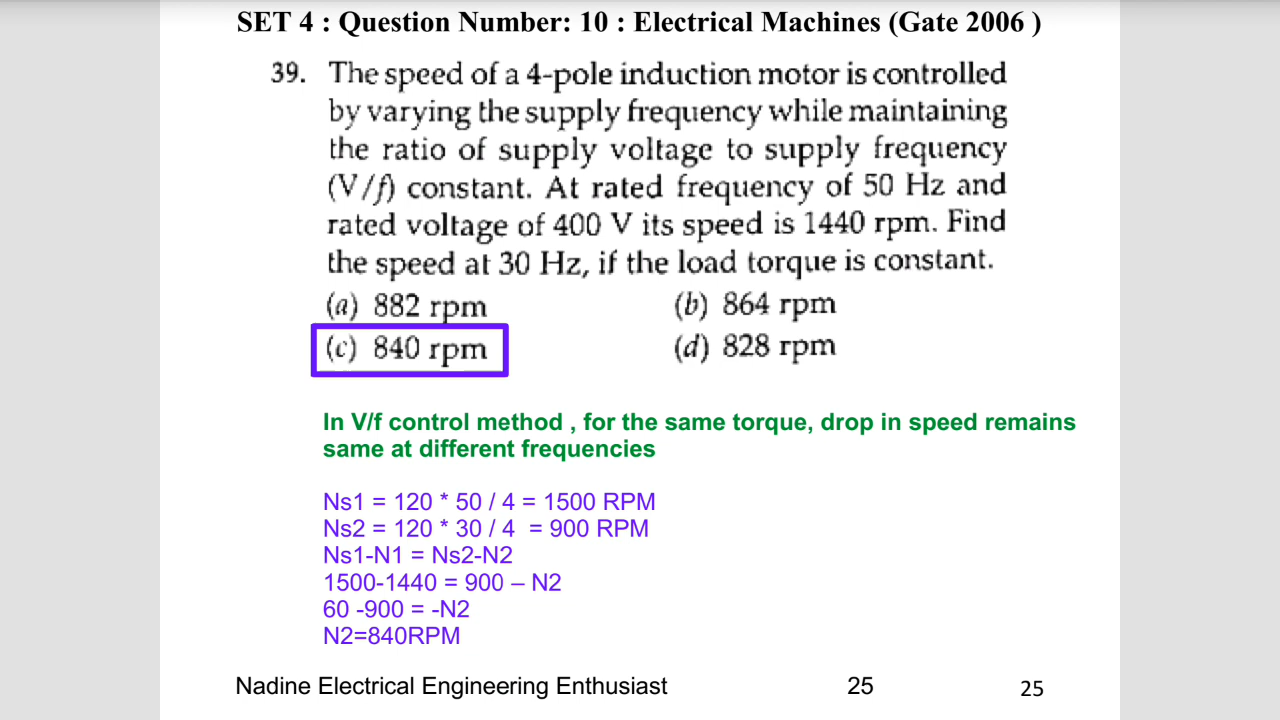 SET 4 : Question Number: 10 : Electrical Machines (Gate 2006 )
39. The speed of a 4-pole induction motor is controlled
by varying the supply frequency while maintaining
the ratio of supply voltage to supply frequency
(V/f) constant. At rated frequency of 50 Hz and
rated voltage of 400 V its speed is 1440 rpm. Find
the speed at 30 Hz, if the load torque is constant.
(a) 882 rpm (b) 864 rpm
(c) 840 rpm (d) 828 rpm
In V/f control method , for the same torque, drop in speed remains
same at different frequencies
Ns1 = 120 * 50 / 4 = 1500 RPM
Ns2 = 120 * 30 / 4 = 900 RPM
Ns1-N1 = Ns2-N2
1500-1440 = 900 – N2
60 -900 = -N2
N2=840RPM
Nadine Electrical Engineering Enthusiast 25 25